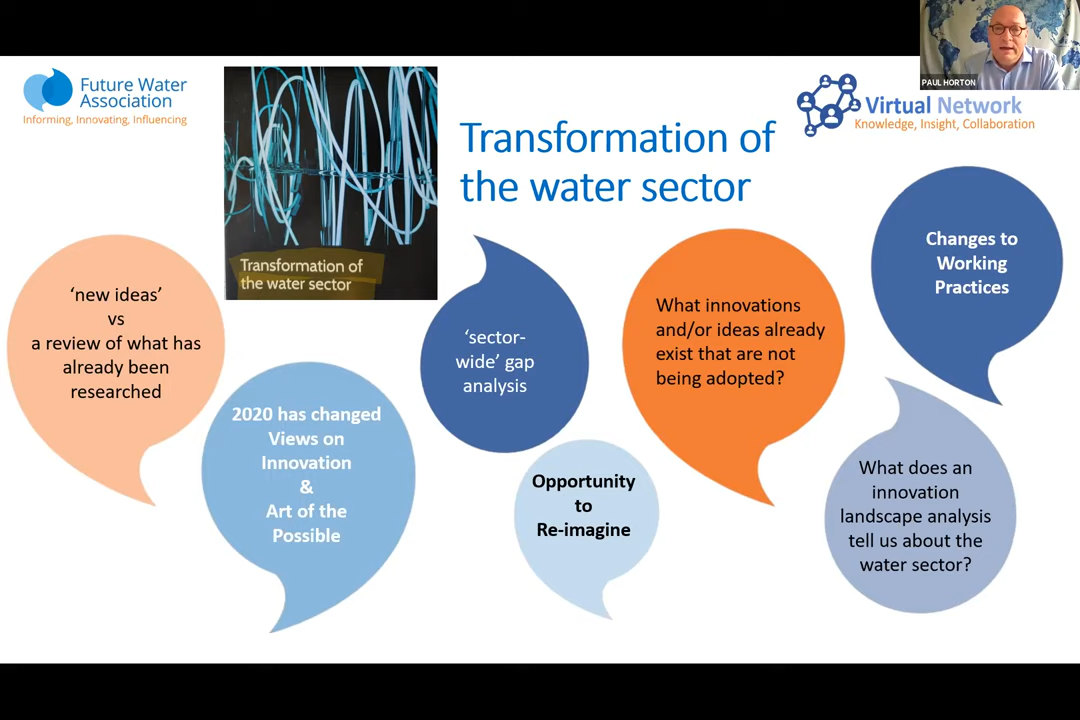 PAUL HORTON
Future Water
Association
Informing, Innovating, Influencing
Virtual Network
Knowledge, Insight, Collaboration
Transformation of
the water sector
Transformation of
the water sector
‘new ideas’
vs
a review of what has
already been
researched
2020 has changed
Views on
Innovation
&
Art of the
Possible
‘sector-
wide’ gap
analysis
Opportunity
to
Re-imagine
What innovations
and/or ideas already
exist that are not
being adopted?
Changes to
Working
Practices
What does an
innovation
landscape analysis
tell us about the
water sector?